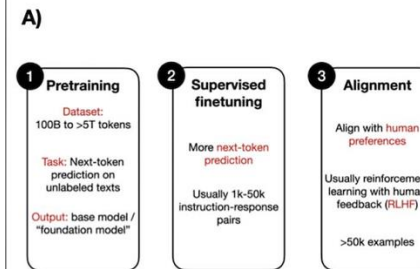 A)
1 Pretraining
Dataset:
100B to >5T tokens
Task: Next-token
prediction on
unlabeled texts
Output: base model /
"foundation model"
2 Supervised
finetuning
More next-token
prediction
Usually 1k-50k
instruction-response
pairs
3 Alignment
Align with human
preferences
Usually reinforceme
learning with huma
feedback (RLHF)
>50k examples